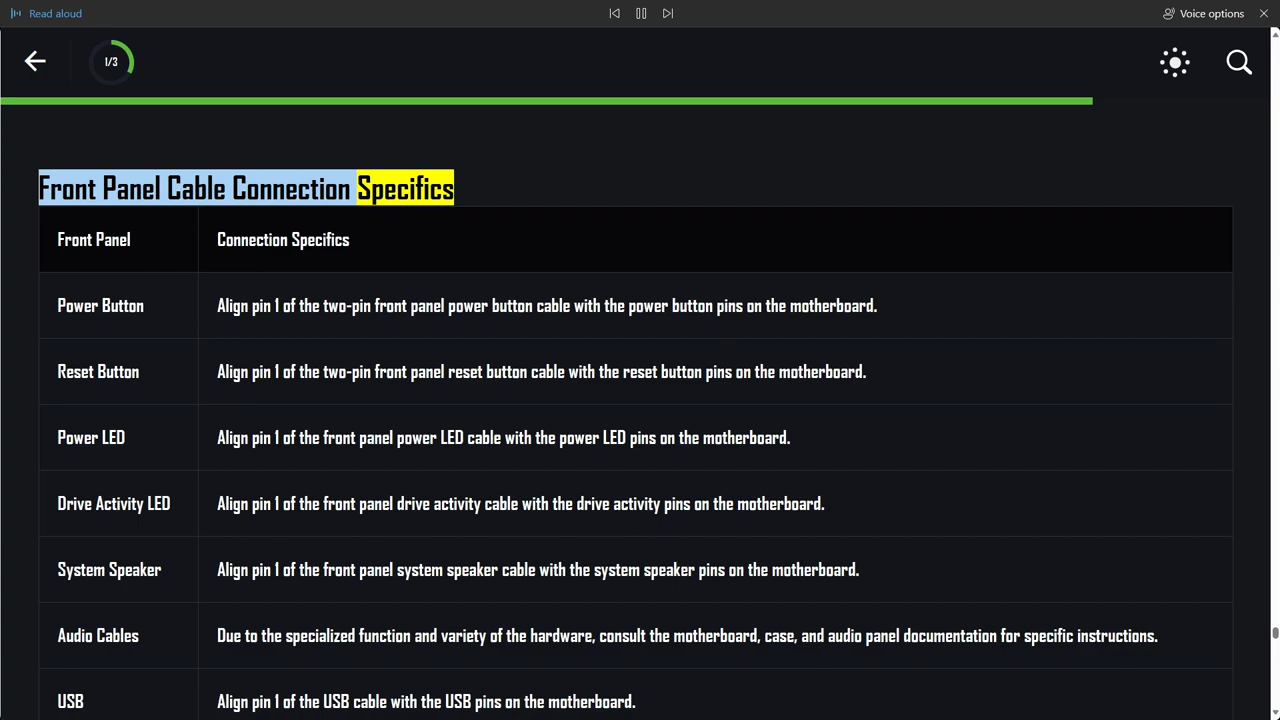 Read aloud
Voice options
1/3
Front Panel Cable Connection Specifics
Front Panel Connection Specifics
Power Button Align pin 1 of the two-pin front panel power button cable with the power button pins on the motherboard.
Reset Button Align pin 1 of the two-pin front panel reset button cable with the reset button pins on the motherboard.
Power LED Align pin 1 of the front panel power LED cable with the power LED pins on the motherboard.
Drive Activity LED Align pin 1 of the front panel drive activity cable with the drive activity pins on the motherboard.
System Speaker Align pin 1 of the front panel system speaker cable with the system speaker pins on the motherboard.
Audio Cables Due to the specialized function and variety of the hardware, consult the motherboard, case, and audio panel documentation for specific instructions.
USB Align pin 1 of the USB cable with the USB pins on the motherboard.